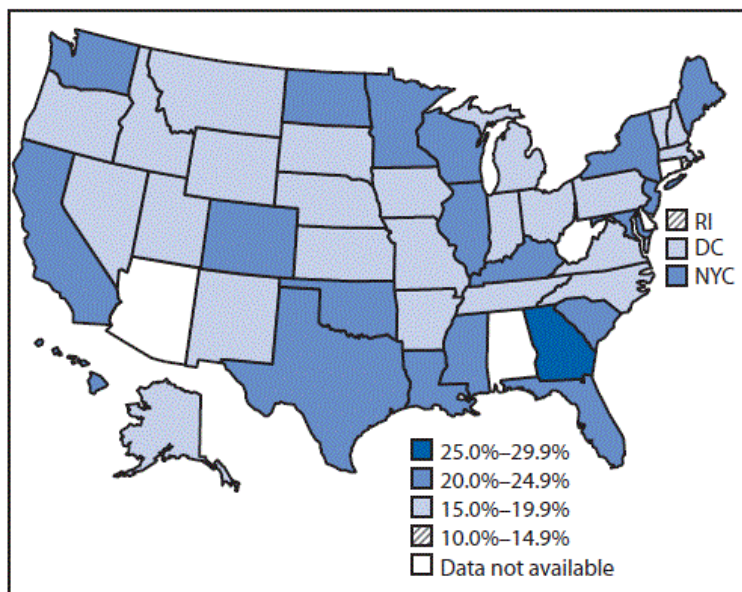 RI
DC
NYC
25.0%–29.9%
20.0%–24.9%
15.0%–19.9%
10.0%–14.9%
Data not available